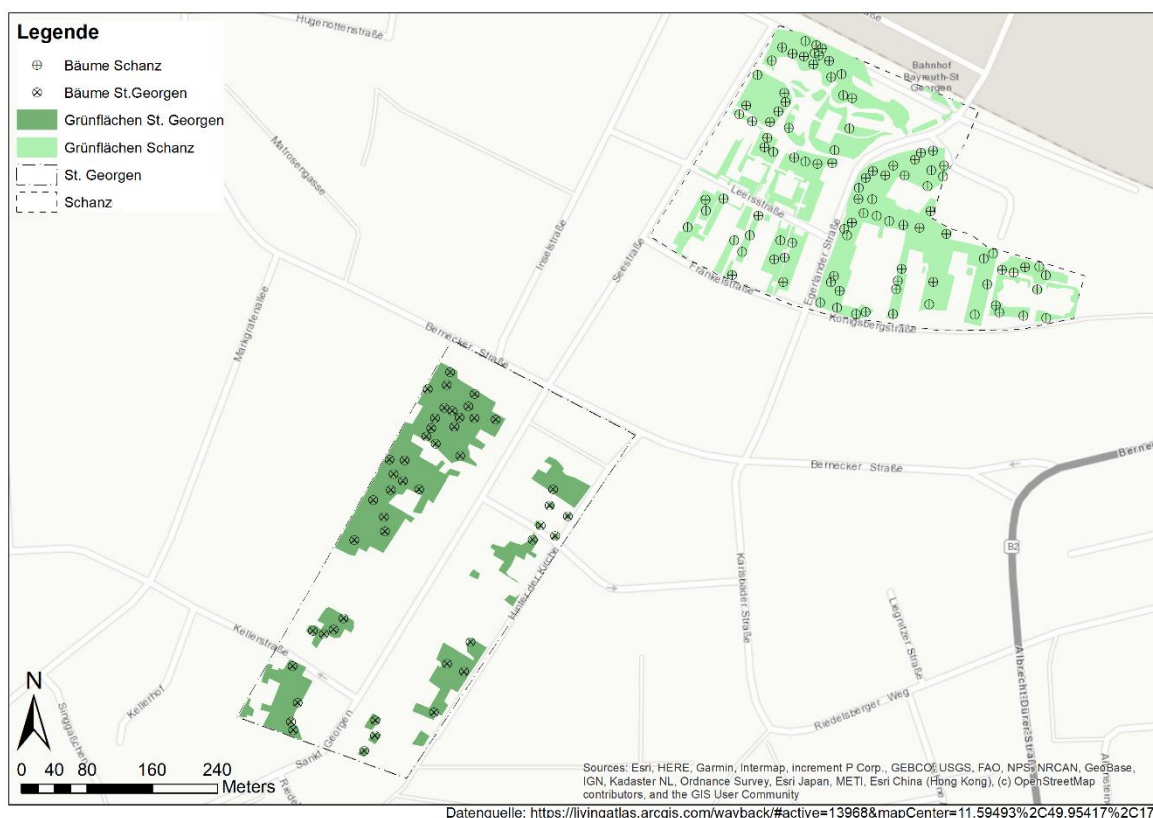 Legende
Bäume Schanz
Bäume St.Georgen
Grünflächen St. Georgen
Grünflächen Schanz
St. Georgen
Schanz
Hugenottenstraße
Matrosengasse
Markgrafenallee
Inselstraße
Seestraße
Bernecker Straße
Bahnhof
Bayreuth-St
Georgen
Leersstraße
Frankelstraße
Egerländer Straße
Königsbergstraße
Bernecker Straße
Berne
B2
Karlsbader Straße
Liegnitzer Straße
Albrecht-Dürer-Straße
Riedelsberger Weg
Hinter der Kirche
Kellerstraße
Kellerhof
Singgäßchen
Sankt Georgen
Riedel
N
0 40 80 160 240
Meters
Sources: Esri, HERE, Garmin, Intermap, increment P Corp., GEBCO, USGS, FAO, NPS, NRCAN, GeoBase,
IGN, Kadaster NL, Ordnance Survey, Esri Japan, METI, Esri China (Hong Kong), (c) OpenStreetMap
contributors, and the GIS User Community
Datenquelle: https://livingatlas.arcgis.com/wayback/#active=13968&mapCenter=11.59493%2C49.95417%2C17